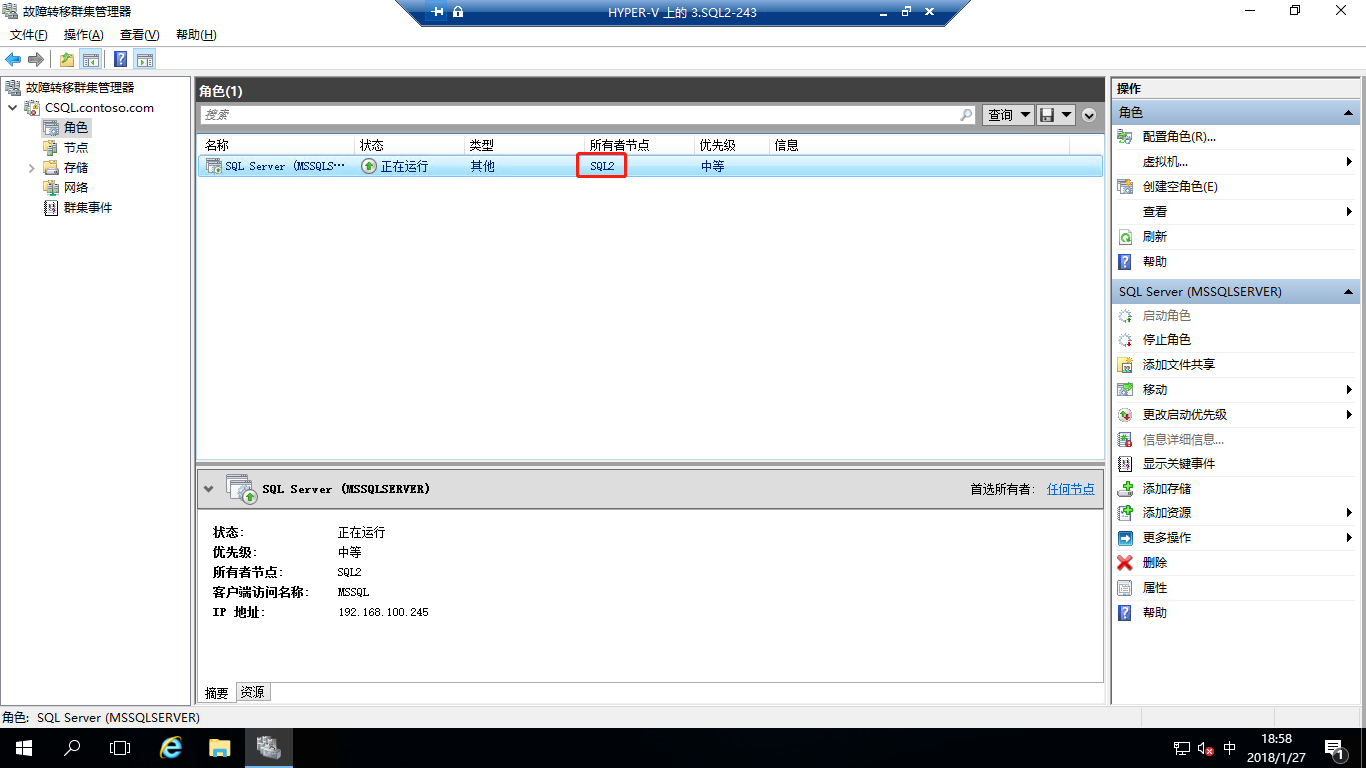 故障转移群集管理器
HYPER-V 上的 3.SQL2-243
文件(F) 操作(A) 查看(V) 帮助(H)
故障转移群集管理器
CSQL.contoso.com
角色
节点
存储
网络
群集事件
角色(1)
搜索
查询
名称 状态 类型 所有者节点 优先级 信息
SQL Server (MSSQLS··· 正在运行 其他 SQL2 中等
SQL Server (MSSQLSERVER)
首选所有者: 任何节点
状态: 正在运行
优先级: 中等
所有者节点: SQL2
客户端访问名称: MSSQL
IP 地址: 192.168.100.245
摘要 资源
操作
角色
配置角色(R)...
虚拟机...
创建空角色(E)
查看
刷新
帮助
SQL Server (MSSQLSERVER)
启动角色
停止角色
添加文件共享
移动
更改启动优先级
信息详细信息...
显示关键事件
添加存储
添加资源
更多操作
删除
属性
帮助
角色: SQL Server (MSSQLSERVER)
中
18:58
2018/1/27
1